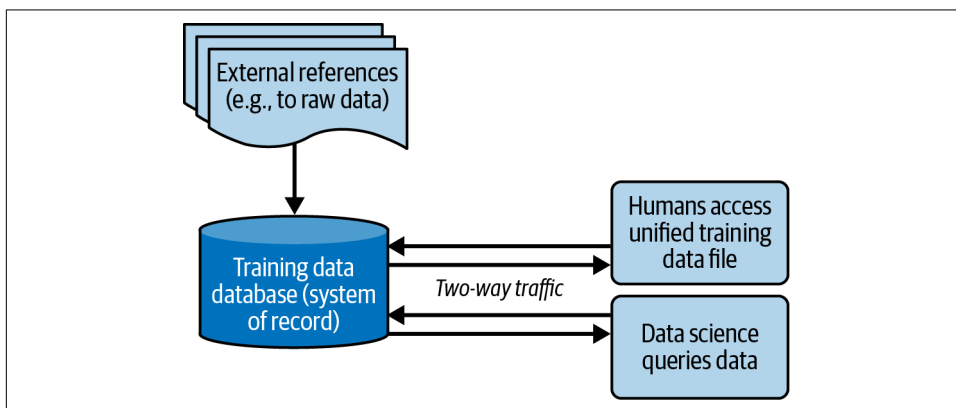 External references
(e.g., to raw data)
Training data
database (system
of record)
Two-way traffic
Humans access
unified training
data file
Data science
queries data